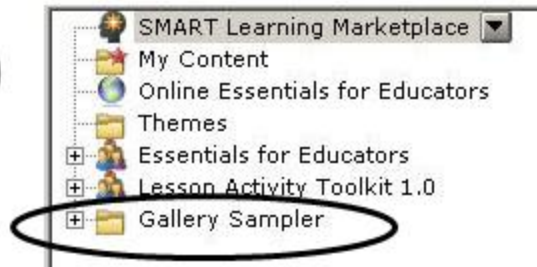 SMART Learning Marketplace
My Content
Online Essentials for Educators
Themes
Essentials for Educators
Lesson Activity Toolkit 1.0
Gallery Sampler